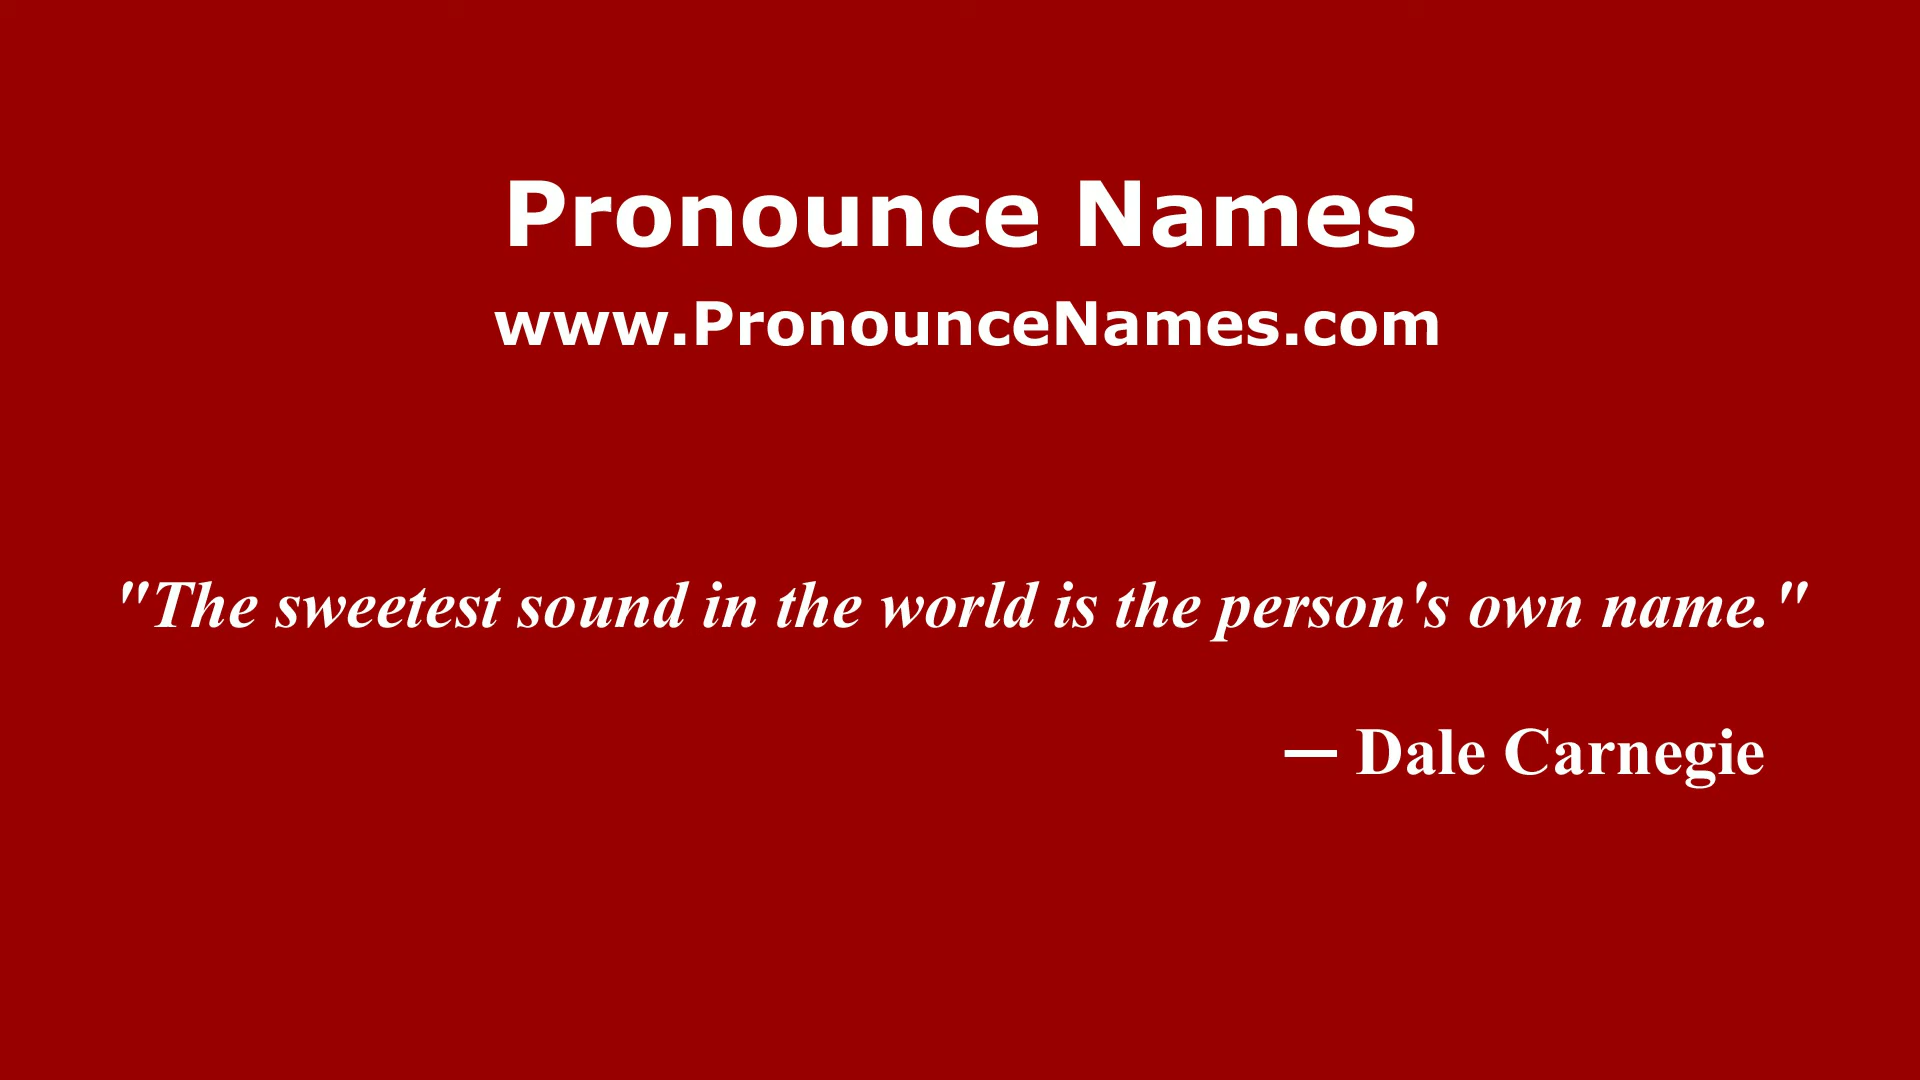 Pronounce Names
www.PronounceNames.com
"The sweetest sound in the world is the person's own name."
— Dale Carnegie